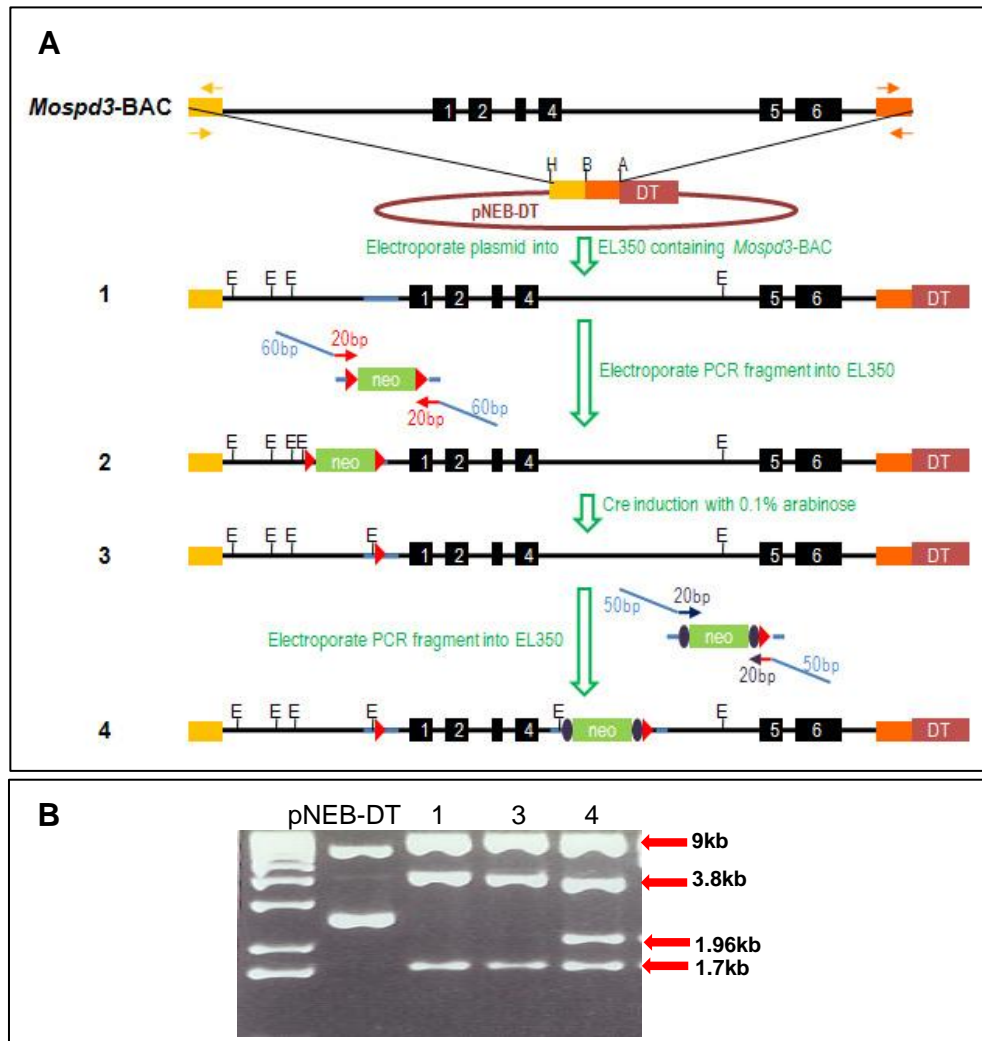 A
Mospd3-BAC
1 2 4 5 6
H B A
DT
pNEB-DT
Electroporate plasmid into EL350 containing Mospd3-BAC
1
E E E E
1 2 4 5 6 DT
60bp 20bp
neo
20bp 60bp
Electroporate PCR fragment into EL350
2
E E E E E
neo 1 2 4 5 6 DT
Cre induction with 0.1% arabinose
3
E E E E E
1 2 4 5 6 DT
50bp 20bp
neo
20bp 50bp
Electroporate PCR fragment into EL350
4
E E E E E E
1 2 4 neo 5 6 DT
B
pNEB-DT 1 3 4
9kb
3.8kb
1.96kb
1.7kb